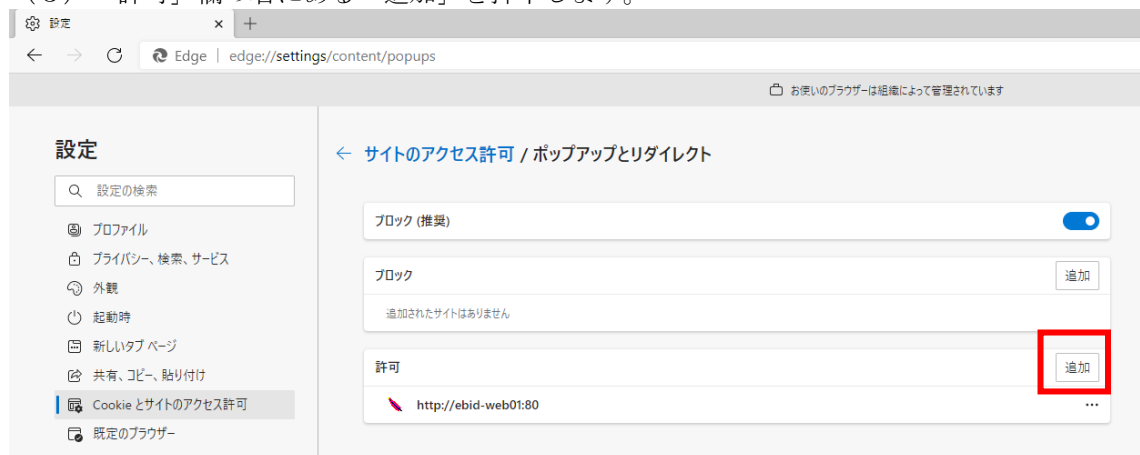 設定
Edge | edge://settings/content/popups
お使いのブラウザーは組織によって管理されています
設定
設定の検索
プロファイル
プライバシー、検索、サービス
外観
起動時
新しいタブ ページ
共有、コピー、貼り付け
Cookie とサイトのアクセス許可
既定のブラウザー
サイトのアクセス許可 / ポップアップとリダイレクト
ブロック (推奨)
ブロック
追加
追加されたサイトはありません
許可
追加
http://ebid-web01:80